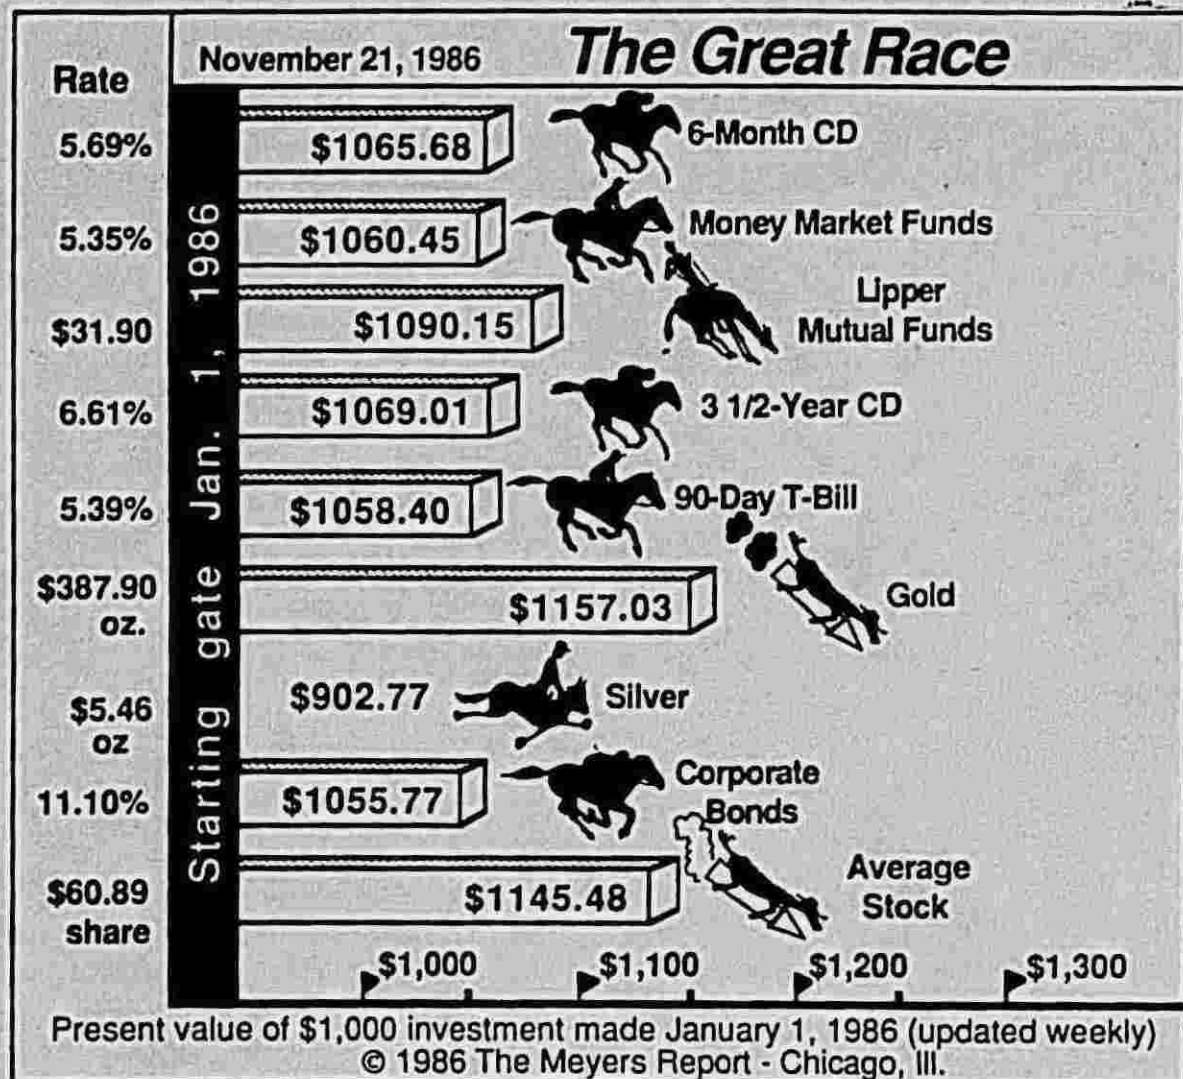 November 21, 1986 The Great Race
Rate
5.69% $1065.68 6-Month CD
5.35% $1060.45 Money Market Funds
$31.90 $1090.15 Lipper
Mutual Funds
6.61% $1069.01 3 1/2-Year CD
5.39% $1058.40 90-Day T-Bill
$387.90
oz. $1157.03 Gold
$5.46
oz $902.77 Silver
11.10% $1055.77 Corporate
Bonds
$60.89
share $1145.48 Average
Stock
Starting gate Jan. 1, 1986
$1,000 $1,100 $1,200 $1,300
Present value of $1,000 investment made January 1, 1986 (updated weekly)
© 1986 The Meyers Report - Chicago, Ill.